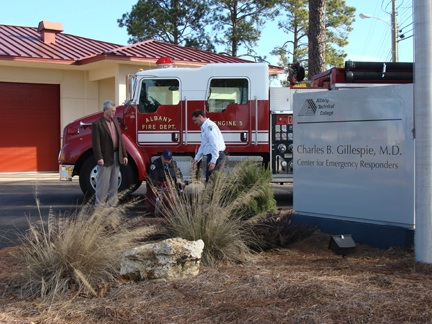 ALBANY
FIRE DEPT.
ENGINE 5
Albany
Technical
College
Charles B. Gillespie, M.D.
Center for Emergency Responders